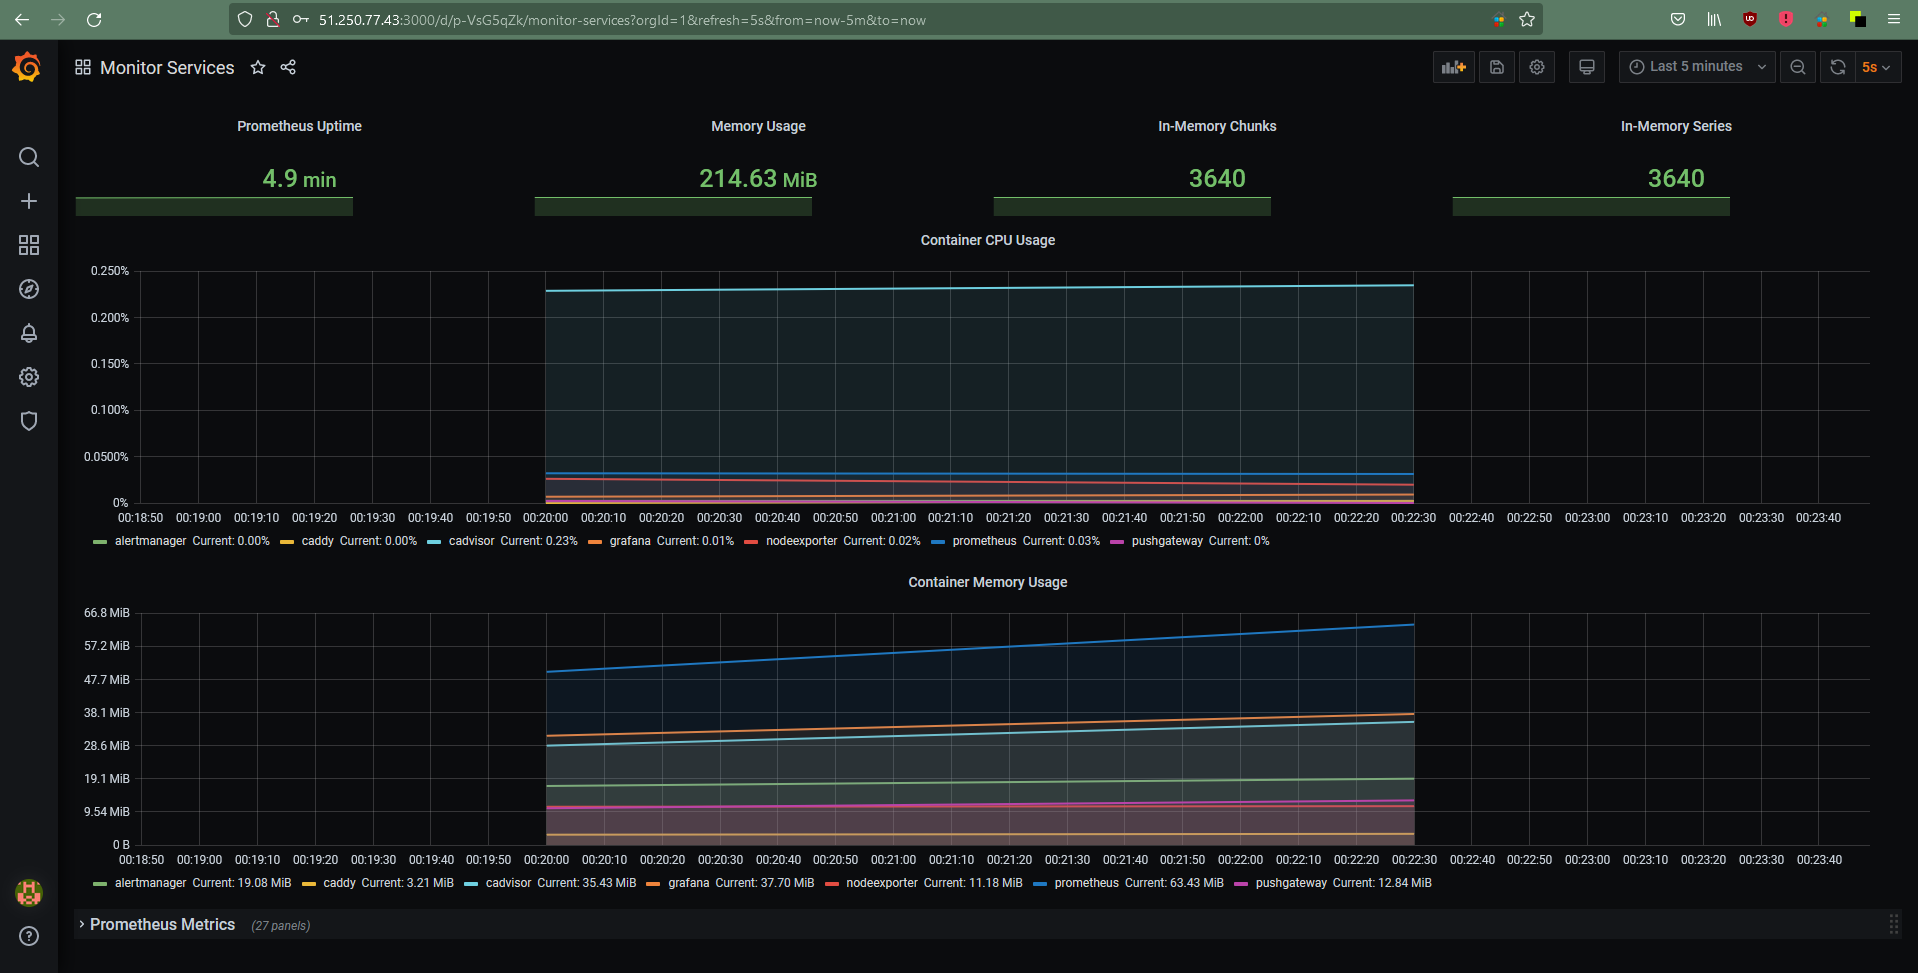 51.250.77.43:3000/d/p-VsG5qZk/monitor-services?orgId=1&refresh=5s&from=now-5m&to=now
Monitor Services
Last 5 minutes
5s
Prometheus Uptime
4.9 min
Memory Usage
214.63 MiB
In-Memory Chunks
3640
In-Memory Series
3640
Container CPU Usage
0.250%
0.200%
0.150%
0.100%
0.0500%
0%
00:18:50 00:19:00 00:19:10 00:19:20 00:19:30 00:19:40 00:19:50 00:20:00 00:20:10 00:20:20 00:20:30 00:20:40 00:20:50 00:21:00 00:21:10 00:21:20 00:21:30 00:21:40 00:21:50 00:22:00 00:22:10 00:22:20 00:22:30 00:22:40 00:22:50 00:23:00 00:23:10 00:23:20 00:23:30 00:23:40
alertmanager Current: 0.00% caddy Current: 0.00% cadvisor Current: 0.23% grafana Current: 0.01% nodeexporter Current: 0.02% prometheus Current: 0.03% pushgateway Current: 0%
Container Memory Usage
66.8 MiB
57.2 MiB
47.7 MiB
38.1 MiB
28.6 MiB
19.1 MiB
9.54 MiB
0 B
00:18:50 00:19:00 00:19:10 00:19:20 00:19:30 00:19:40 00:19:50 00:20:00 00:20:10 00:20:20 00:20:30 00:20:40 00:20:50 00:21:00 00:21:10 00:21:20 00:21:30 00:21:40 00:21:50 00:22:00 00:22:10 00:22:20 00:22:30 00:22:40 00:22:50 00:23:00 00:23:10 00:23:20 00:23:30 00:23:40
alertmanager Current: 19.08 MiB caddy Current: 3.21 MiB cadvisor Current: 35.43 MiB grafana Current: 37.70 MiB nodeexporter Current: 11.18 MiB prometheus Current: 63.43 MiB pushgateway Current: 12.84 MiB
Prometheus Metrics (27 panels)